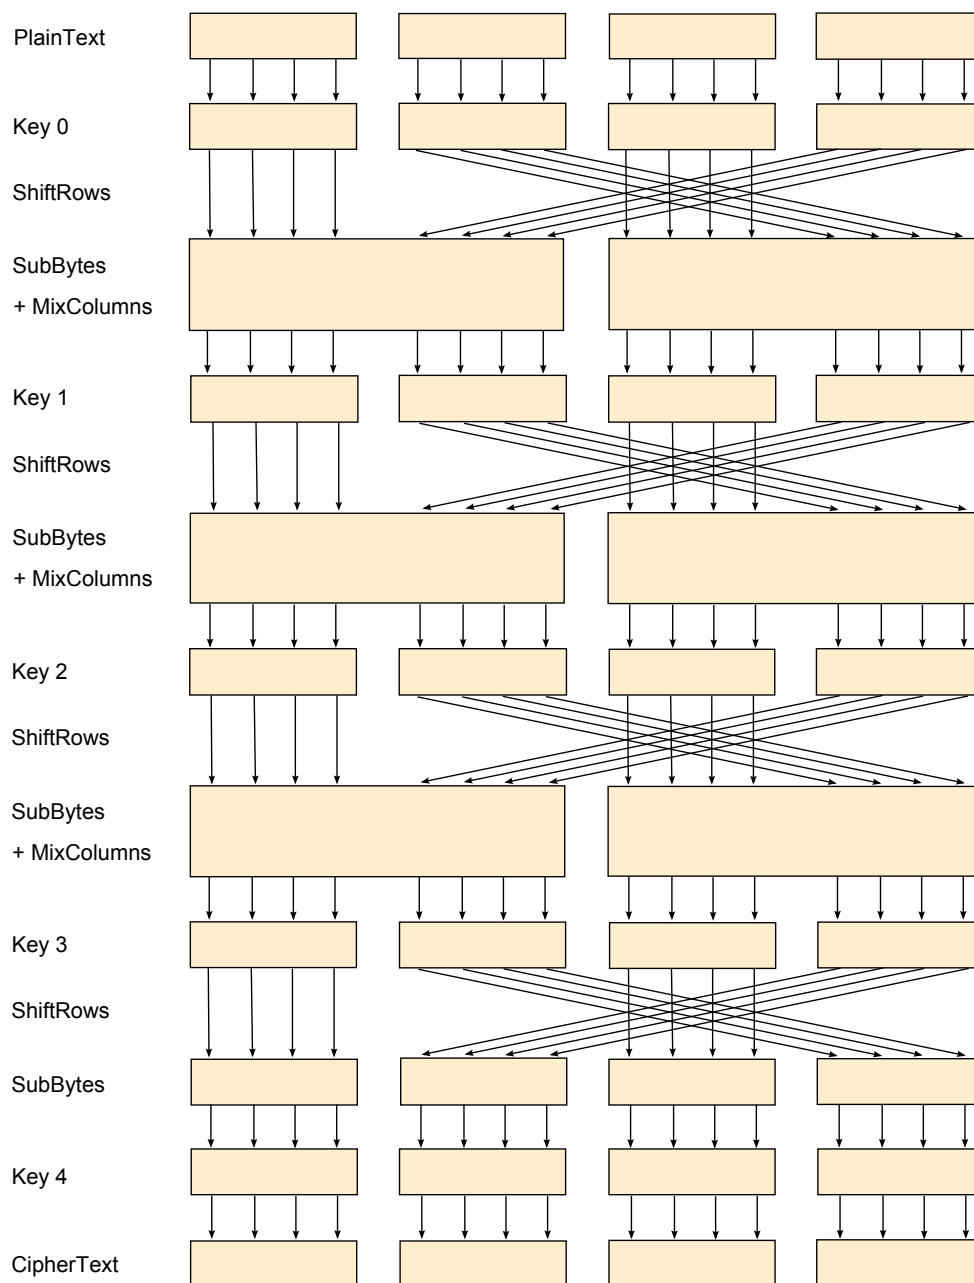 PlainText
Key 0
ShiftRows
SubBytes
+ MixColumns
Key 1
ShiftRows
SubBytes
+ MixColumns
Key 2
ShiftRows
SubBytes
+ MixColumns
Key 3
ShiftRows
SubBytes
Key 4
CipherText